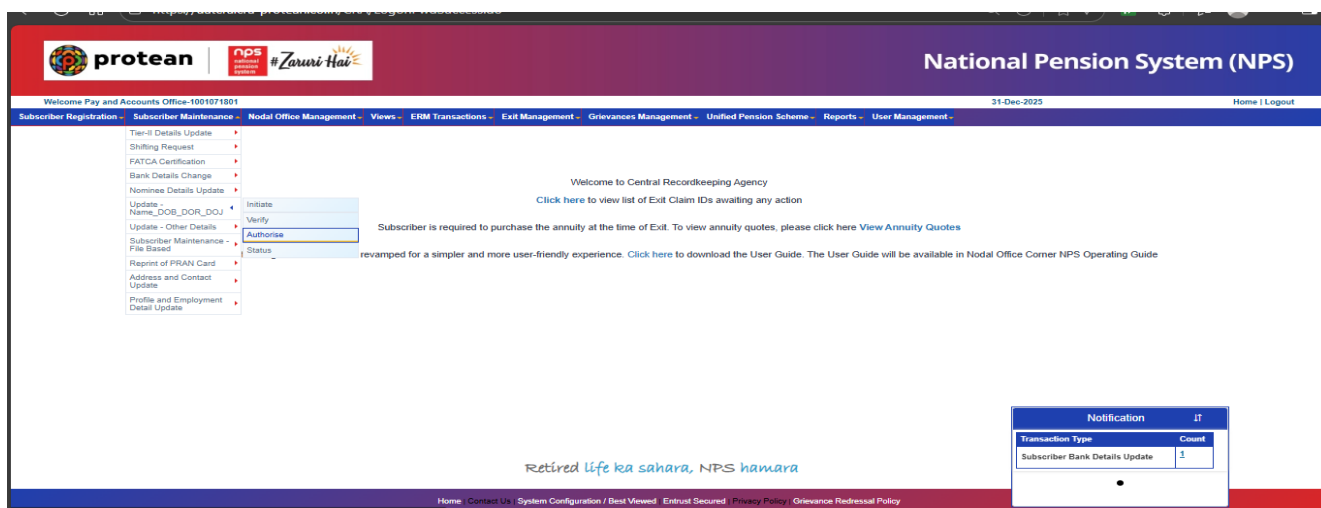 protean
nps
national
pension
system
#Zaruri Hai
National Pension System (NPS)
Welcome Pay and Accounts Office-1001071801
31-Dec-2025
Home | Logout
Subscriber Registration
Subscriber Maintenance
Nodal Office Management
Views
ERM Transactions
Exit Management
Grievances Management
Unified Pension Scheme
Reports
User Management
Tier-II Details Update
Shifting Request
FATCA Certification
Bank Details Change
Nominee Details Update
Update -
Name_DOB_DOR_DOJ
Update - Other Details
Subscriber Maintenance -
File Based
Reprint of PRAN Card
Address and Contact
Update
Profile and Employment
Detail Update
Initiate
Verify
Authorise
Status
Welcome to Central Recordkeeping Agency
Click here to view list of Exit Claim IDs awaiting any action
Subscriber is required to purchase the annuity at the time of Exit. To view annuity quotes, please click here View Annuity Quotes
revamped for a simpler and more user-friendly experience. Click here to download the User Guide. The User Guide will be available in Nodal Office Corner NPS Operating Guide
Notification
Transaction Type Count
Subscriber Bank Details Update 1
Retired life ka sahara, NPS hamara
Home | Contact Us | System Configuration / Best Viewed | Entrust Secured | Privacy Policy | Grievance Redressal Policy